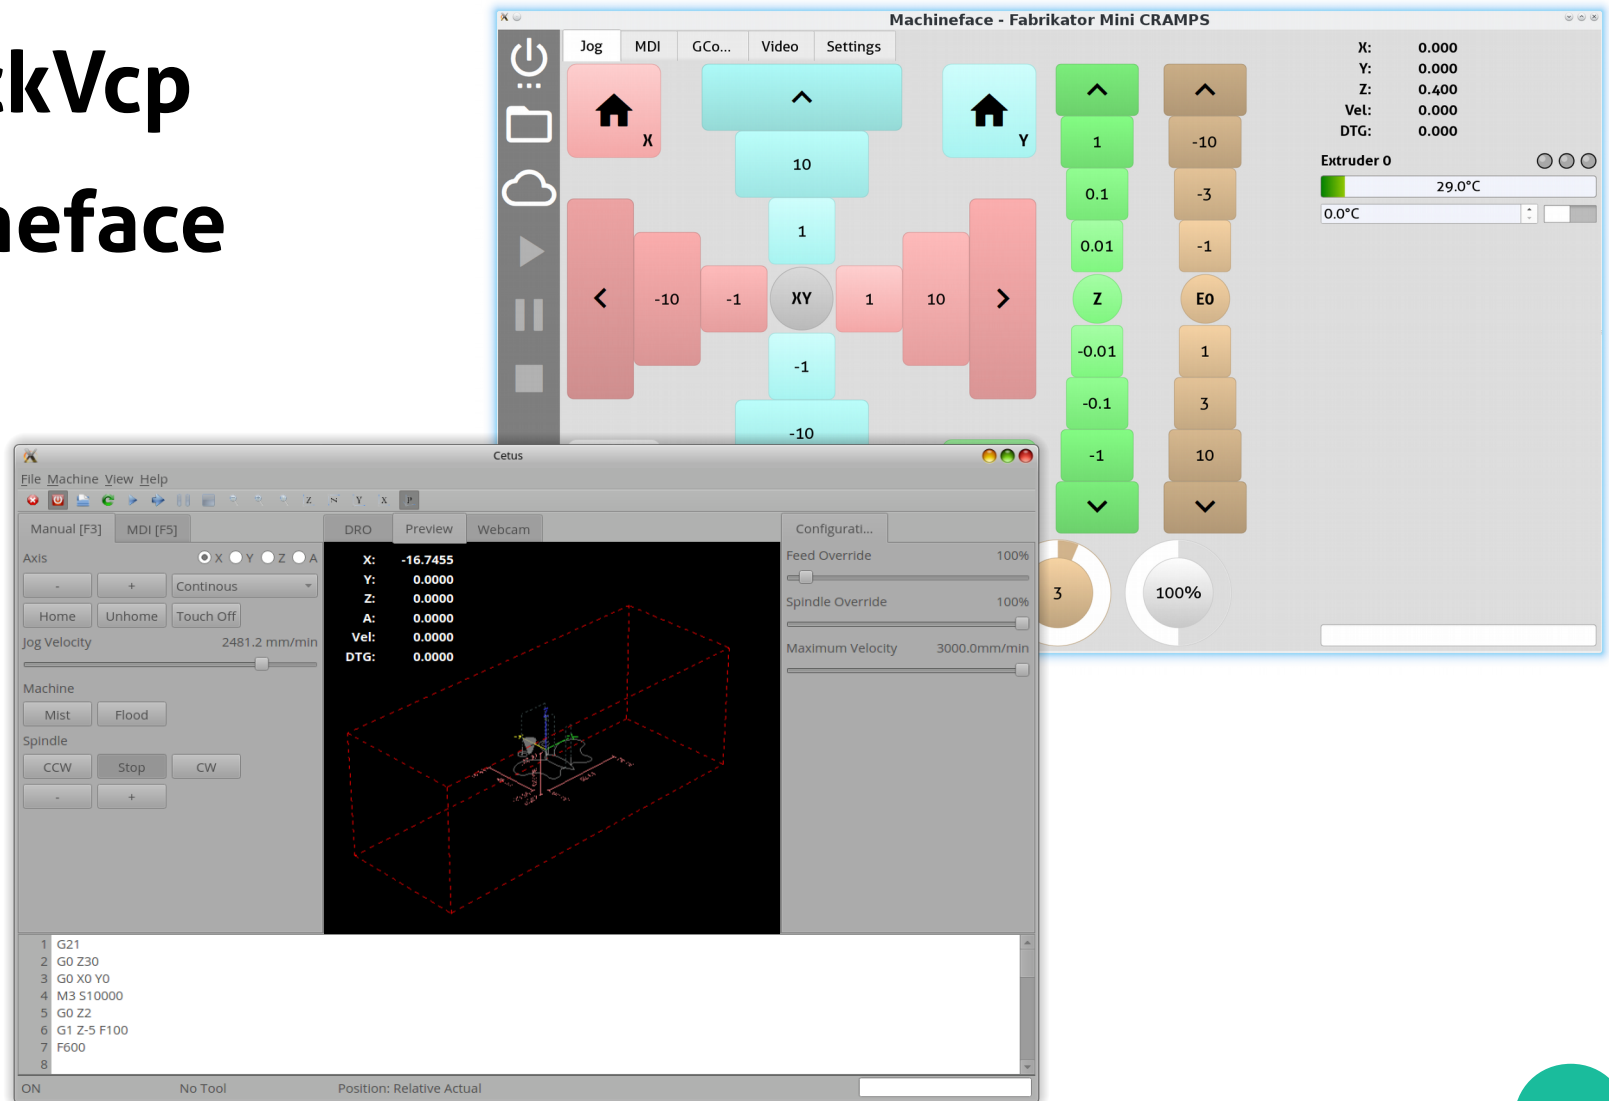 ckVcp
neface
Machineface - Fabrikator Mini CRAMPS
Jog MDI GCo... Video Settings
X: 0.000
Y: 0.000
Z: 0.400
Vel: 0.000
DTG: 0.000
Extruder 0
29.0°C
0.0°C
X
Y
10
1
-10 -1 XY 1 10
-1
-10
1
0.1
0.01
Z
-0.01
-0.1
-1
-10
-3
-1
E0
1
3
10
3
100%
Cetus
File Machine View Help
Z N Y X P
Manual [F3] MDI [F5]
Axis X Y Z A
- + Continous
Home Unhome Touch Off
Jog Velocity 2481.2 mm/min
Machine
Mist Flood
Spindle
CCW Stop CW
- +
DRO Preview Webcam
X: -16.7455
Y: 0.0000
Z: 0.0000
A: 0.0000
Vel: 0.0000
DTG: 0.0000
Configurati...
Feed Override 100%
Spindle Override 100%
Maximum Velocity 3000.0mm/min
1 G21
2 G0 Z30
3 G0 X0 Y0
4 M3 S10000
5 G0 Z2
6 G1 Z-5 F100
7 F600
8
ON No Tool Position: Relative Actual